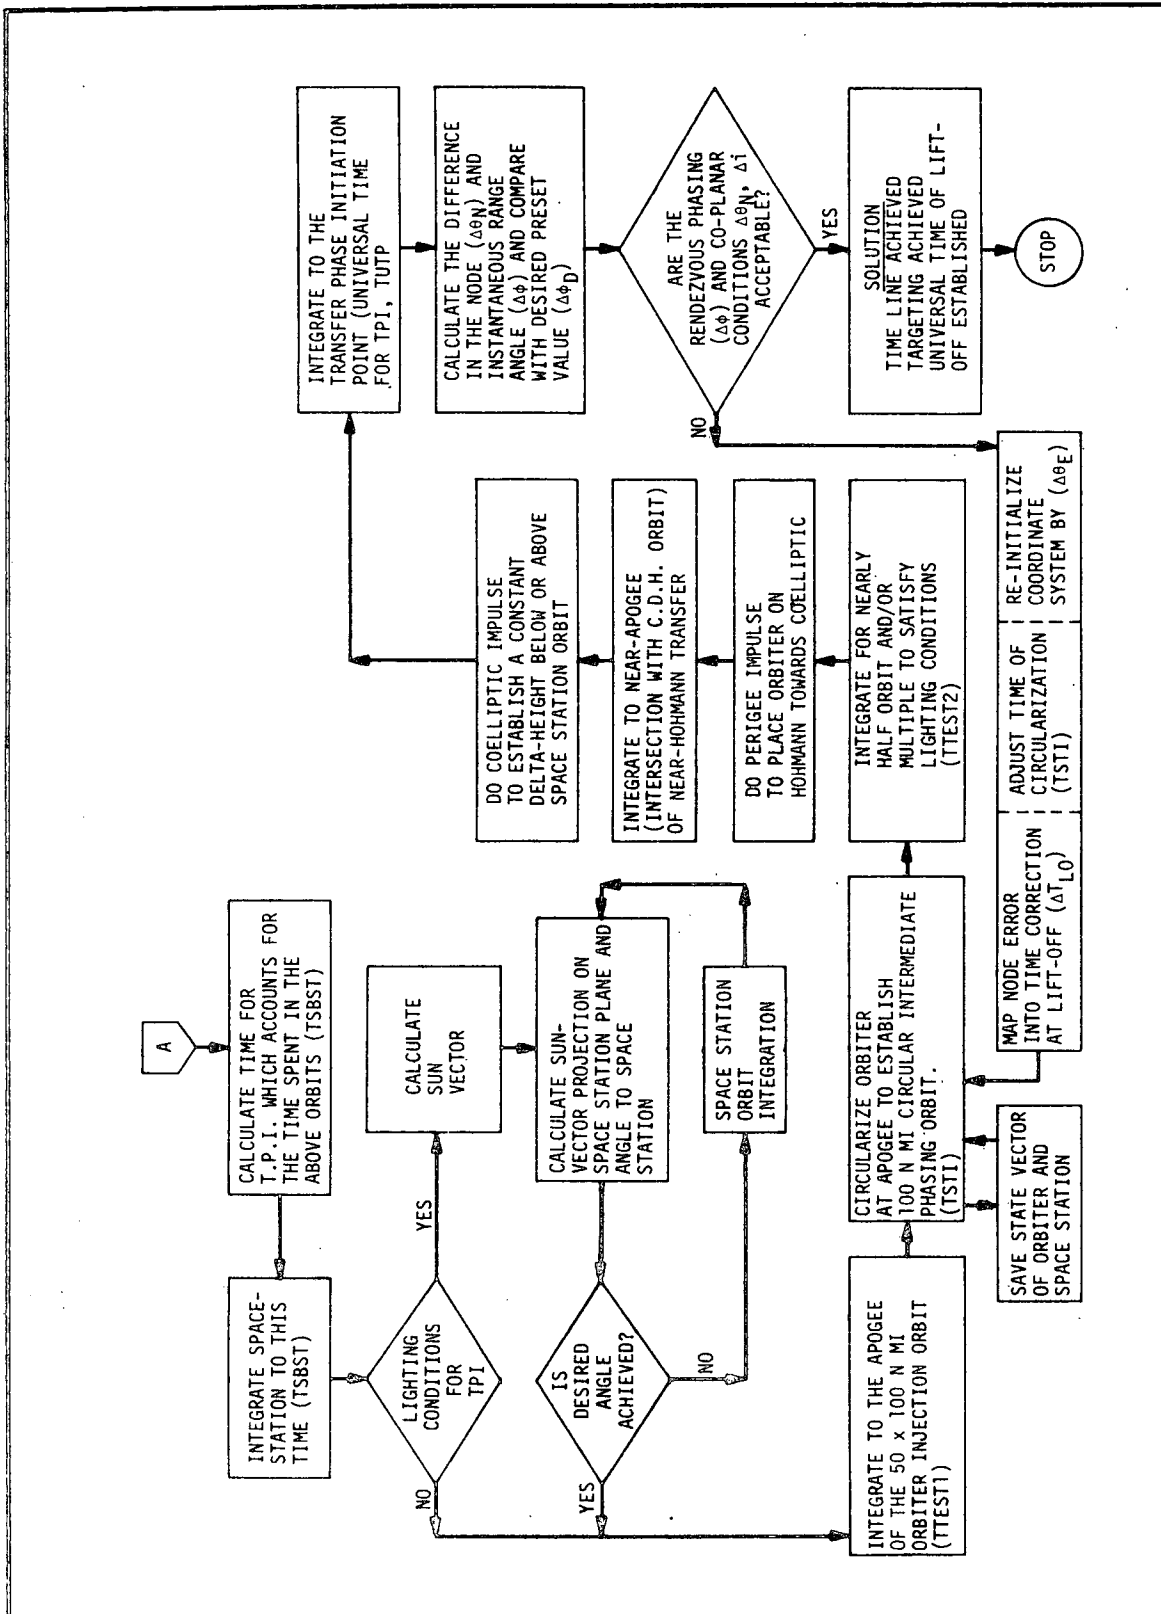 A
CALCULATE TIME FOR
T.P.I. WHICH ACCOUNTS FOR
THE TIME SPENT IN THE
ABOVE ORBITS (TSBST)
INTEGRATE SPACE-
STATION TO THIS
TIME (TSBST)
LIGHTING
CONDITIONS
FOR
TPI
YES
NO
CALCULATE
SUN
VECTOR
CALCULATE SUN-
VECTOR PROJECTION ON
SPACE STATION PLANE AND
ANGLE TO SPACE
STATION
IS
DESIRED
ANGLE
ACHIEVED?
YES
NO
SPACE STATION
ORBIT
INTEGRATION
INTEGRATE TO THE APOGEE
OF THE 50 x 100 N MI
ORBITER INJECTION ORBIT
(TTEST1)
CIRCULARIZE ORBITER
AT APOGEE TO ESTABLISH
100 N MI CIRCULAR INTERMEDIATE
PHASING ORBIT.
(TSTI)
SAVE STATE VECTOR
OF ORBITER AND
SPACE STATION
INTEGRATE FOR NEARLY
HALF ORBIT AND/OR
MULTIPLE TO SATISFY
LIGHTING CONDITIONS
(TTEST2)
DO PERIGEE IMPULSE
TO PLACE ORBITER ON
HOHMANN TOWARDS COELLIPTIC
INTEGRATE TO NEAR-APOGEE
(INTERSECTION WITH C.D.H. ORBIT)
OF NEAR-HOHMANN TRANSFER
DO COELLIPTIC IMPULSE
TO ESTABLISH A CONSTANT
DELTA-HEIGHT BELOW OR ABOVE
SPACE STATION ORBIT
INTEGRATE TO THE
TRANSFER PHASE INITIATION
POINT (UNIVERSAL TIME
FOR TPI, TUTP
CALCULATE THE DIFFERENCE
IN THE NODE (ΔθN) AND
INSTANTANEOUS RANGE
ANGLE (Δϕ) AND COMPARE
WITH DESIRED PRESET
VALUE (ΔϕD)
ARE THE
RENDEZVOUS PHASING
(Δϕ) AND CO-PLANAR
CONDITIONS ΔθN, Δi
ACCEPTABLE?
YES
NO
SOLUTION
TIME LINE ACHIEVED
TARGETING ACHIEVED
UNIVERSAL TIME OF LIFT-
OFF ESTABLISHED
STOP
MAP NODE ERROR
INTO TIME CORRECTION
AT LIFT-OFF (ΔTLO)
ADJUST TIME OF
CIRCULARIZATION
(TSTI)
RE-INITIALIZE
COORDINATE
SYSTEM BY (ΔθE)